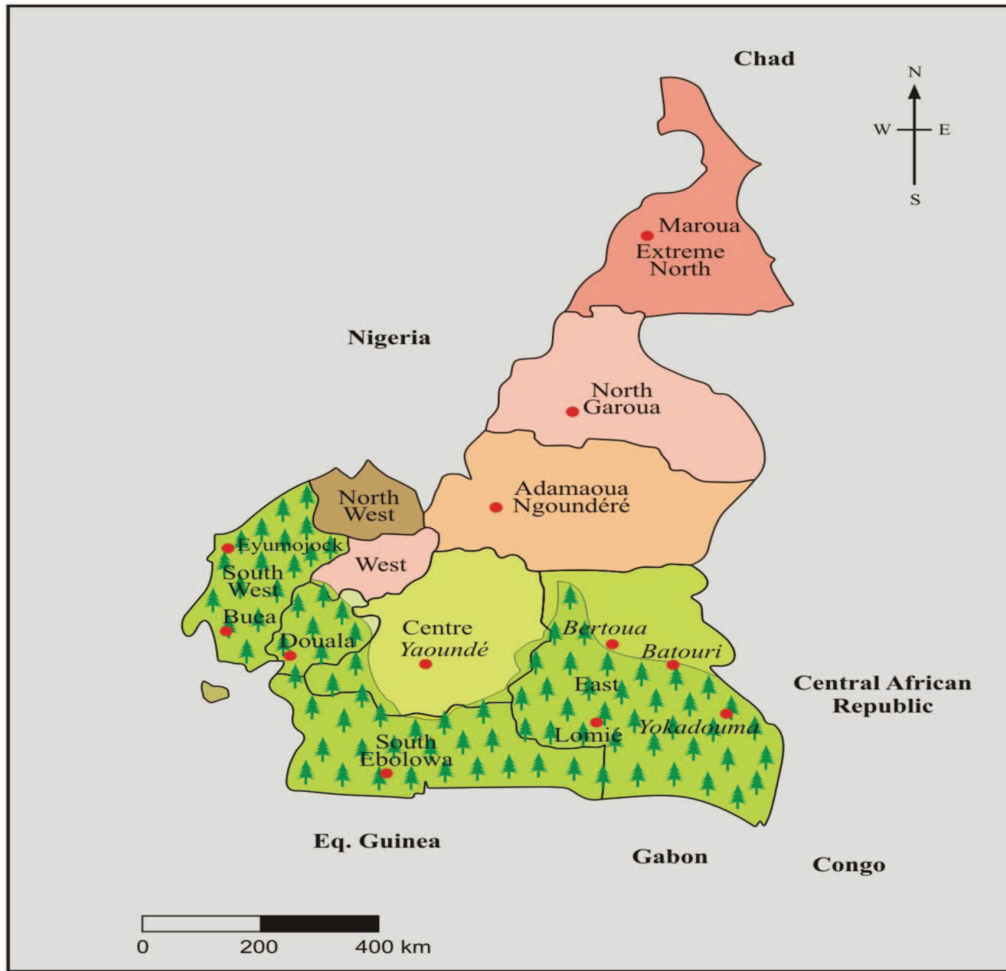 Chad
N
W
E
S
Maroua
Extreme
North
Nigeria
North
Garoua
Adamaoua
Ngoundéré
North
West
Eyumojock
West
South
West
Buea
Douala
Centre
Yaoundé
Bertoua
Batouri
East
Central African
Republic
Yokadouma
Lomié
South
Ebolowa
Eq. Guinea
Gabon
Congo
0
200
400 km